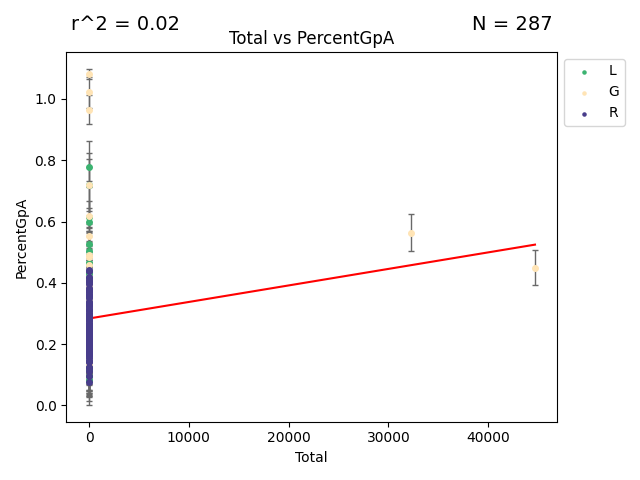 r^2 = 0.02
N = 287
Total vs PercentGpA
L
G
R
1.0
0.8
0.6
0.4
0.2
0.0
PercentGpA
0
10000
20000
30000
40000
Total